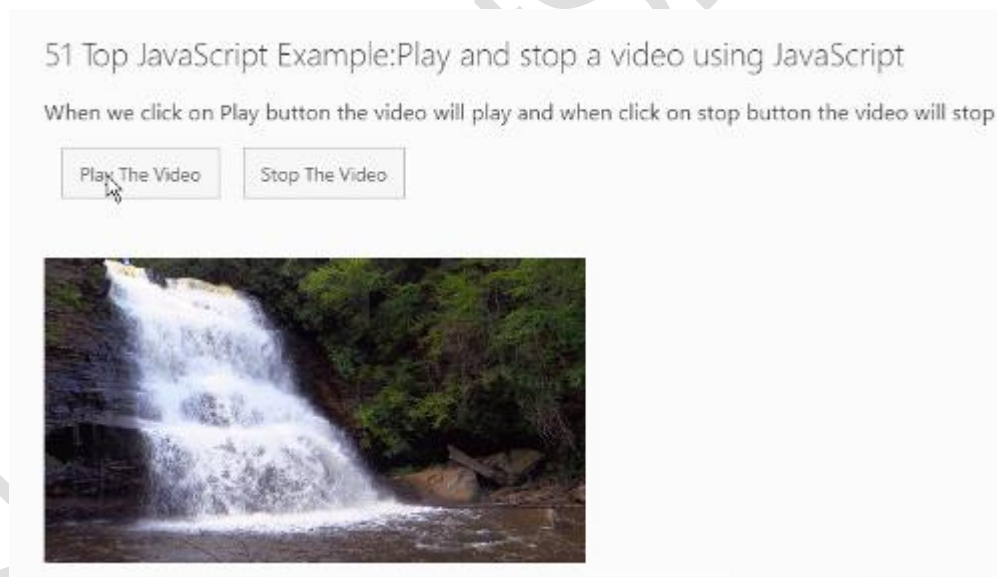 51 Top JavaScript Example:Play and stop a video using JavaScript
When we click on Play button the video will play and when click on stop button the video will stop
Play The Video
Stop The Video